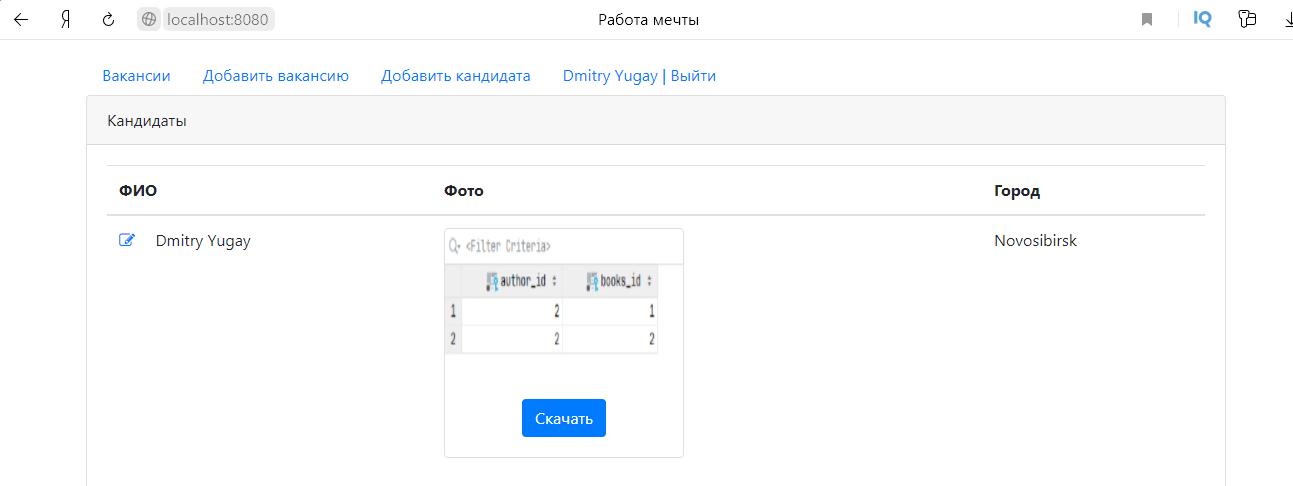 localhost:8080 Работа мечты IQ
Вакансии Добавить вакансию Добавить кандидата Dmitry Yugay | Выйти
Кандидаты
ФИО Фото Город
Dmitry Yugay Novosibirsk
<Filter Criteria>
author_id books_id
1 2 1
2 2 2
Скачать